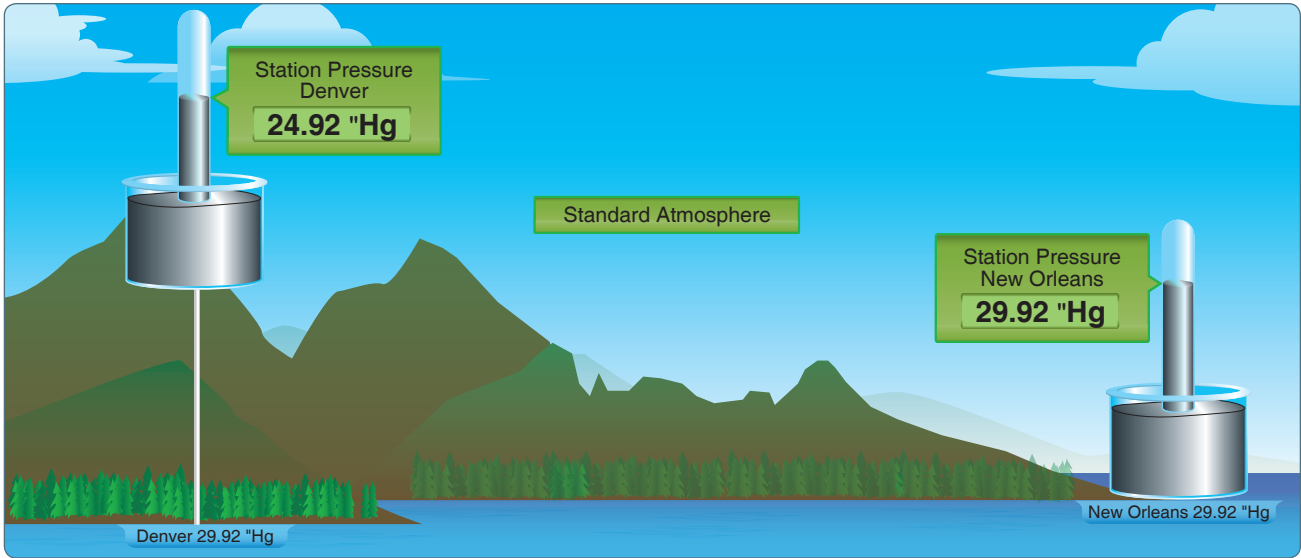 Station Pressure
Denver
24.92 "Hg
Standard Atmosphere
Station Pressure
New Orleans
29.92 "Hg
New Orleans 29.92 "Hg
Denver 29.92 "Hg